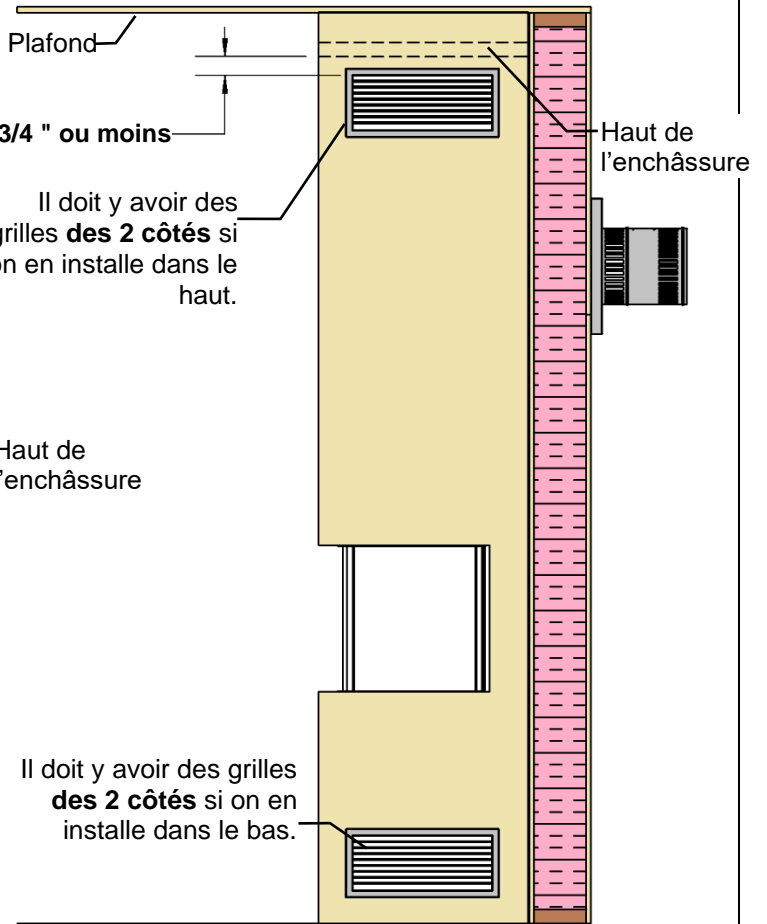 Plafond
3/4 " ou moins
Haut de
l'enchâssure
Il doit y avoir des
grilles des 2 côtés si
on en installe dans le
haut.
Haut de
l'enchâssure
Il doit y avoir des grilles
des 2 côtés si on en
installe dans le bas.